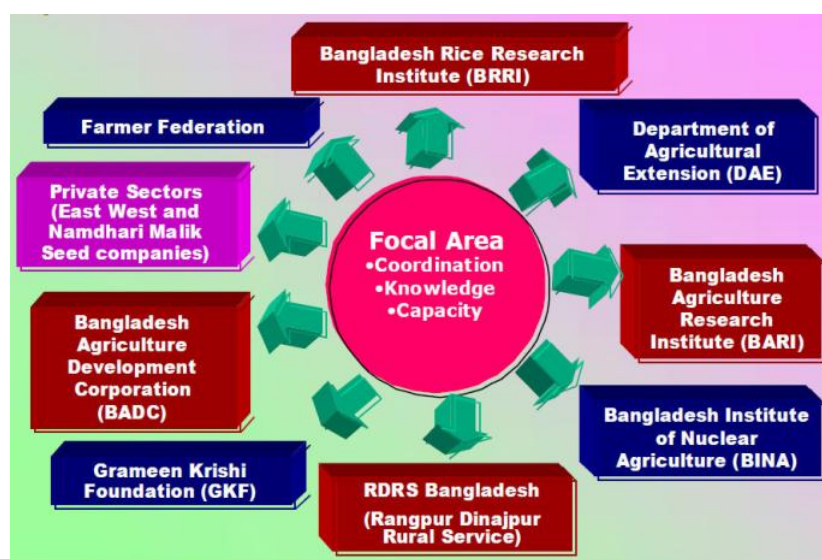 Bangladesh Rice Research
Institute (BRRI)
Farmer Federation
Department of
Agricultural
Extension (DAE)
Private Sectors
(East West and
Namdhari Malik
Seed companies)
Focal Area
•Coordination
•Knowledge
•Capacity
Bangladesh
Agriculture
Research
Institute (BARI)
Bangladesh
Agriculture
Development
Corporation
(BADC)
Bangladesh Institute
of Nuclear
Agriculture (BINA)
Grameen Krishi
Foundation (GKF)
RDRS Bangladesh
(Rangpur Dinajpur
Rural Service)